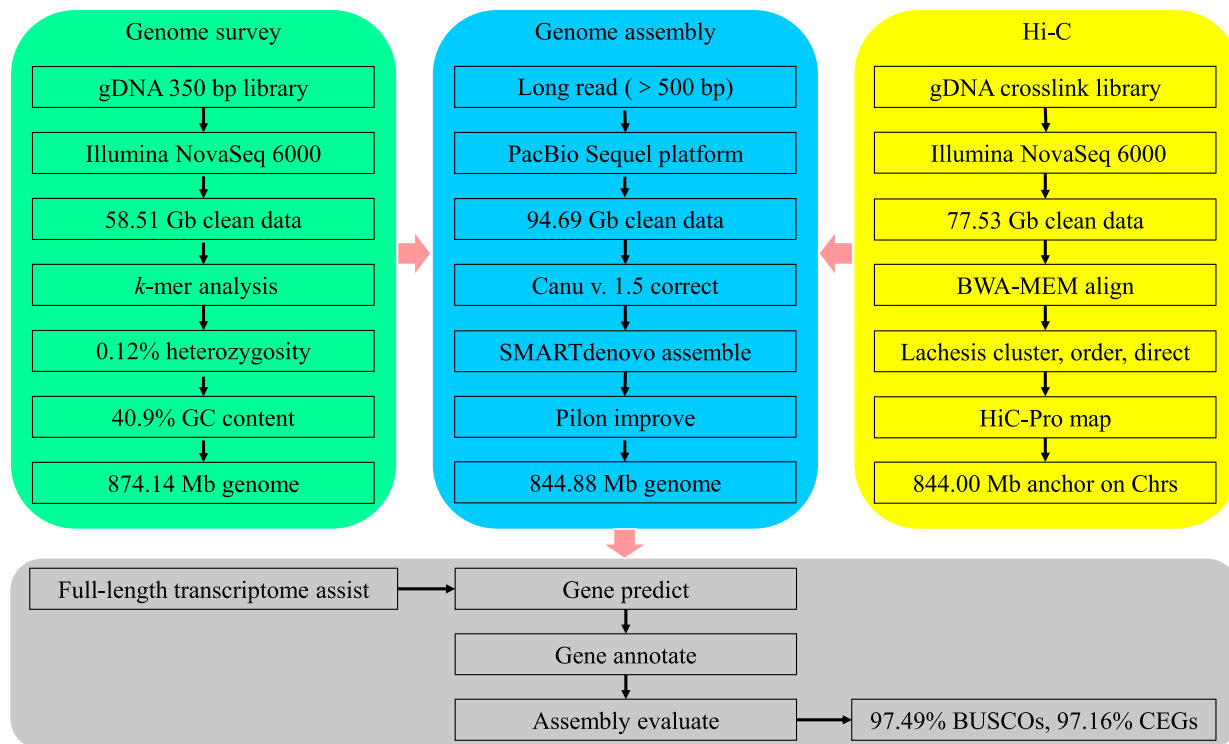 Genome survey
gDNA 350 bp library
Illumina NovaSeq 6000
58.51 Gb clean data
k-mer analysis
0.12% heterozygosity
40.9% GC content
874.14 Mb genome
Genome assembly
Long read ( > 500 bp)
PacBio Sequel platform
94.69 Gb clean data
Canu v. 1.5 correct
SMARTdenovo assemble
Pilon improve
844.88 Mb genome
Hi-C
gDNA crosslink library
Illumina NovaSeq 6000
77.53 Gb clean data
BWA-MEM align
Lachesis cluster, order, direct
HiC-Pro map
844.00 Mb anchor on Chrs
Full-length transcriptome assist
Gene predict
Gene annotate
Assembly evaluate
97.49% BUSCOs, 97.16% CEGs